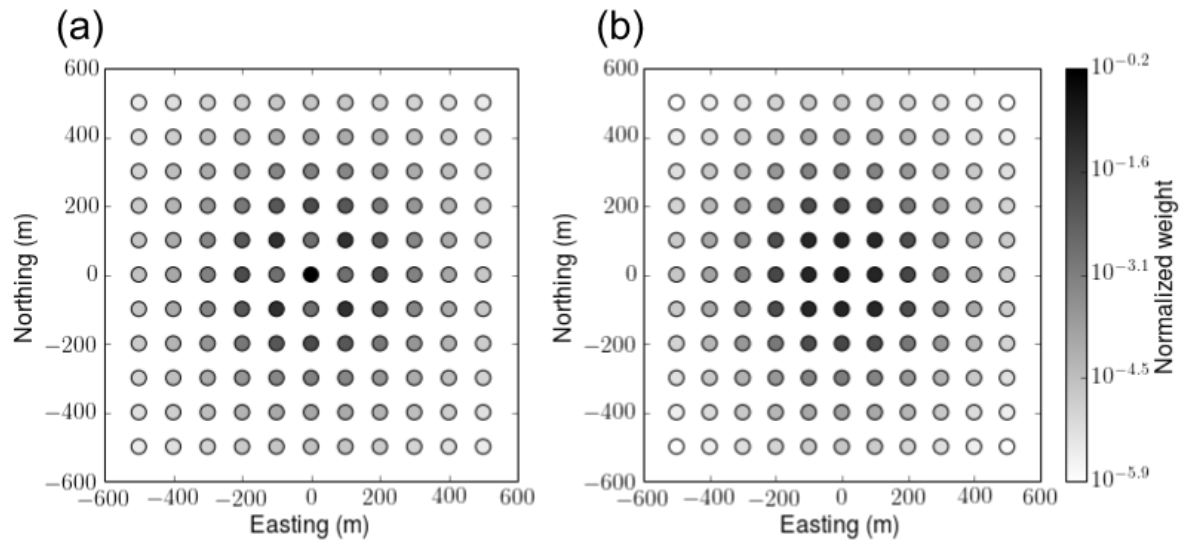 (a)
(b)
600
400
200
0
−200
−400
−600
Northing (m)
−600 −400 −200 0 200 400 600
Easting (m)
600
400
200
0
−200
−400
−600
Northing (m)
−600 −400 −200 0 200 400 600
Easting (m)
10^−0.2
10^−1.6
10^−3.1
10^−4.5
10^−5.9
Normalized weight